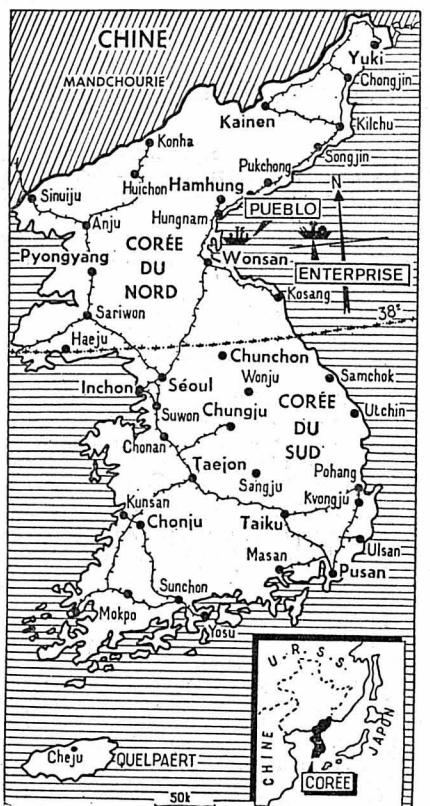 CHINE
MANDCHOURIE
Yuki
Chongjin
Kainen
Kilchu
Konha
Songjin
Pukchong
Huichon
Hamhung
N
Sinuiju
Hungnam
PUEBLO
Anju
CORÉE
DU
NORD
Wonsan
Pyongyang
ENTERPRISE
Kosang
Sariwon
38e
Haeju
Chunchon
Séoul
Wonju
Samchok
Inchon
Suwon
Chungju
CORÉE
DU
SUD
Utchin
Chonan
Taejon
Sangju
Pohang
Kvongju
Kunsan
Chonju
Taiku
Ulsan
Masan
Pusan
Sunchon
Mokpo
Yosu
U.R.S.S.
CHINE
JAPON
CORÉE
Cheju
QUELPAERT
50k